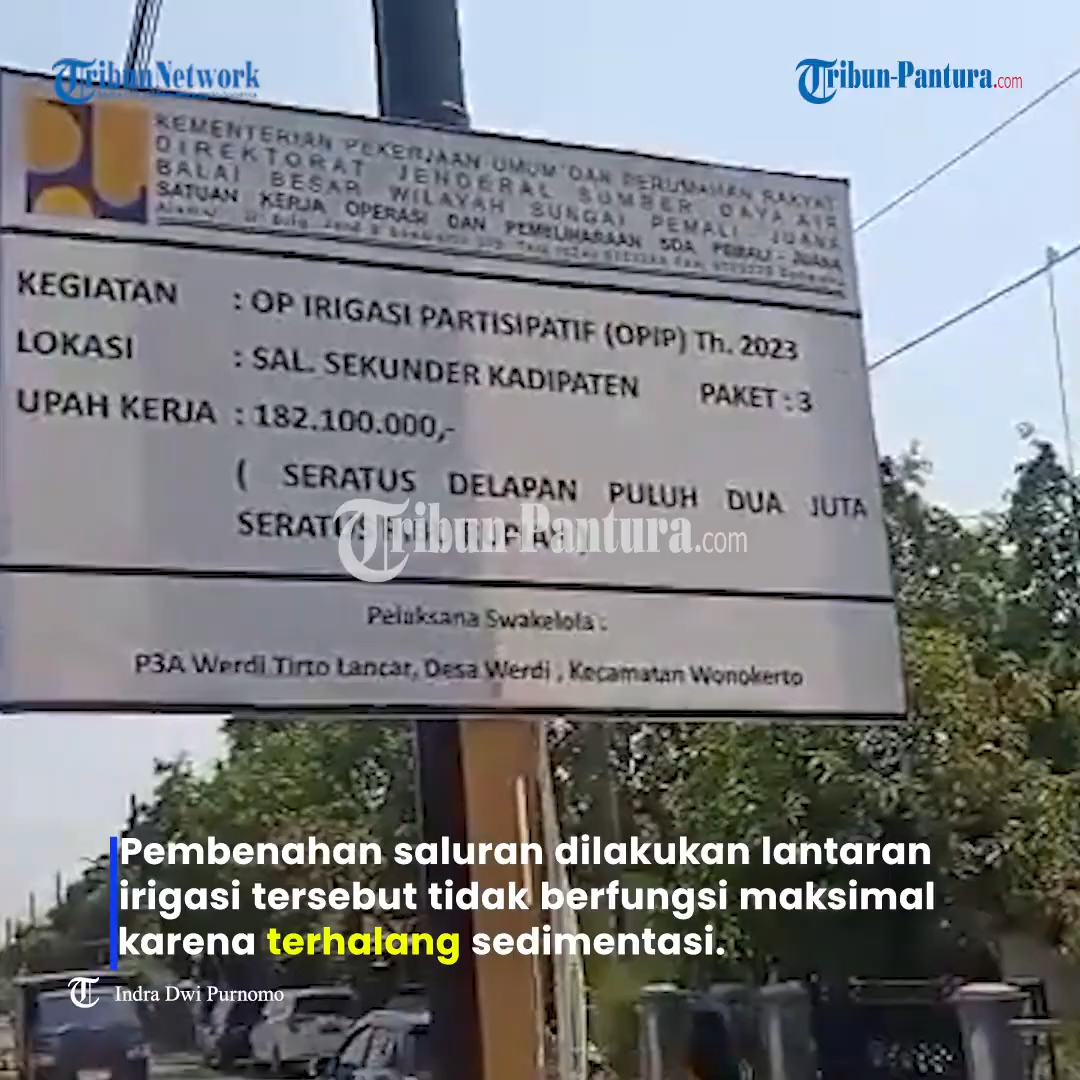 Tribun Network
Tribun-Pantura.com
KEMENTERIAN PEKERJAAN UMUM DAN PERUMAHAN RAKYAT
DIREKTORAT JENDERAL SUMBER DAYA AIR
BALAI BESAR WILAYAH SUNGAI PEMALI - JUANA
SATUAN KERJA OPERASI DAN PEMELIHARAAN SDA PEMALI - JUANA
KEGIATAN : OP IRIGASI PARTISIPATIF (OPIP) Th. 2023
LOKASI : SAL. SEKUNDER KADIPATEN PAKET : 3
UPAH KERJA : 182.100.000,-
( SERATUS DELAPAN PULUH DUA JUTA
SERATUS
Tribun-Pantura.com
Pelaksana Swakelola :
P3A Werdi Tirto Lancar, Desa Werdi , Kecamatan Wonokerto
Pembenahan saluran dilakukan lantaran
irigasi tersebut tidak berfungsi maksimal
karena terhalang sedimentasi.
Indra Dwi Purnomo